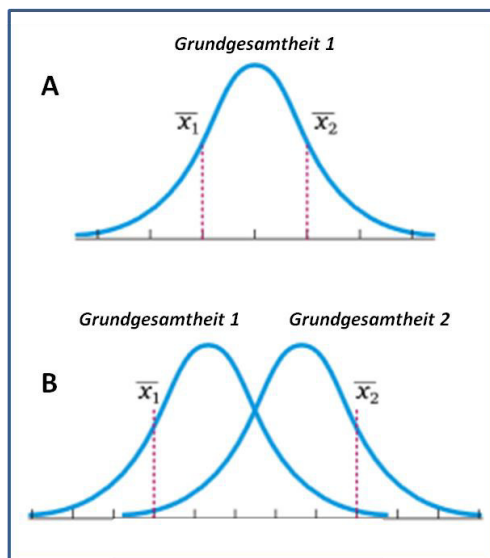 Grundgesamtheit 1
A
x̄₁ x̄₂
Grundgesamtheit 1 Grundgesamtheit 2
B
x̄₁ x̄₂